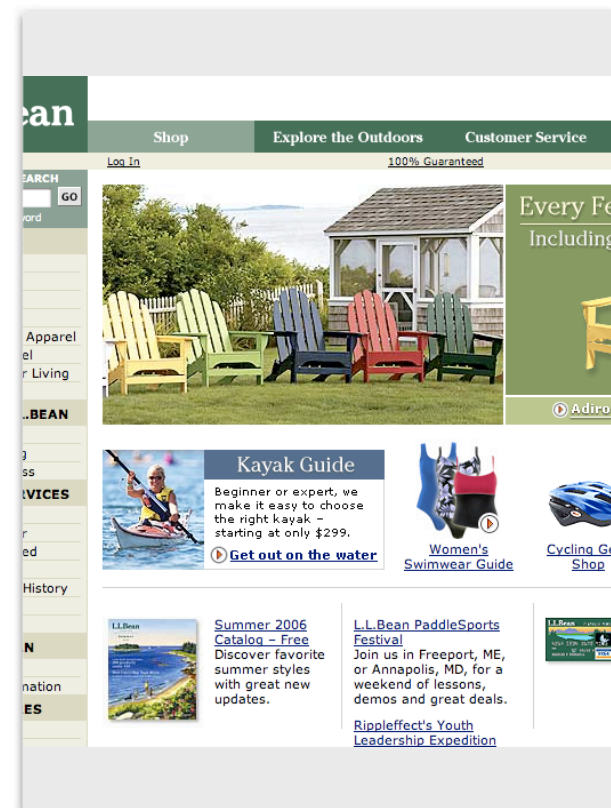 ean
Shop
Explore the Outdoors
Customer Service
Log In
100% Guaranteed
EARCH
GO
word
Every Fe
Including
Apparel
el
r Living
Adiro
.BEAN
g
ss
RVICES
r
ed
History
N
nation
ES
Kayak Guide
Beginner or expert, we
make it easy to choose
the right kayak –
starting at only $299.
Get out on the water
Women's
Swimwear Guide
Cycling Ge
Shop
L.L.Bean
Summer 2006
Catalog – Free
Discover favorite
summer styles
with great new
updates.
L.L.Bean PaddleSports
Festival
Join us in Freeport, ME,
or Annapolis, MD, for a
weekend of lessons,
demos and great deals.
Rippleffect's Youth
Leadership Expedition
L.L.Bean
VISA